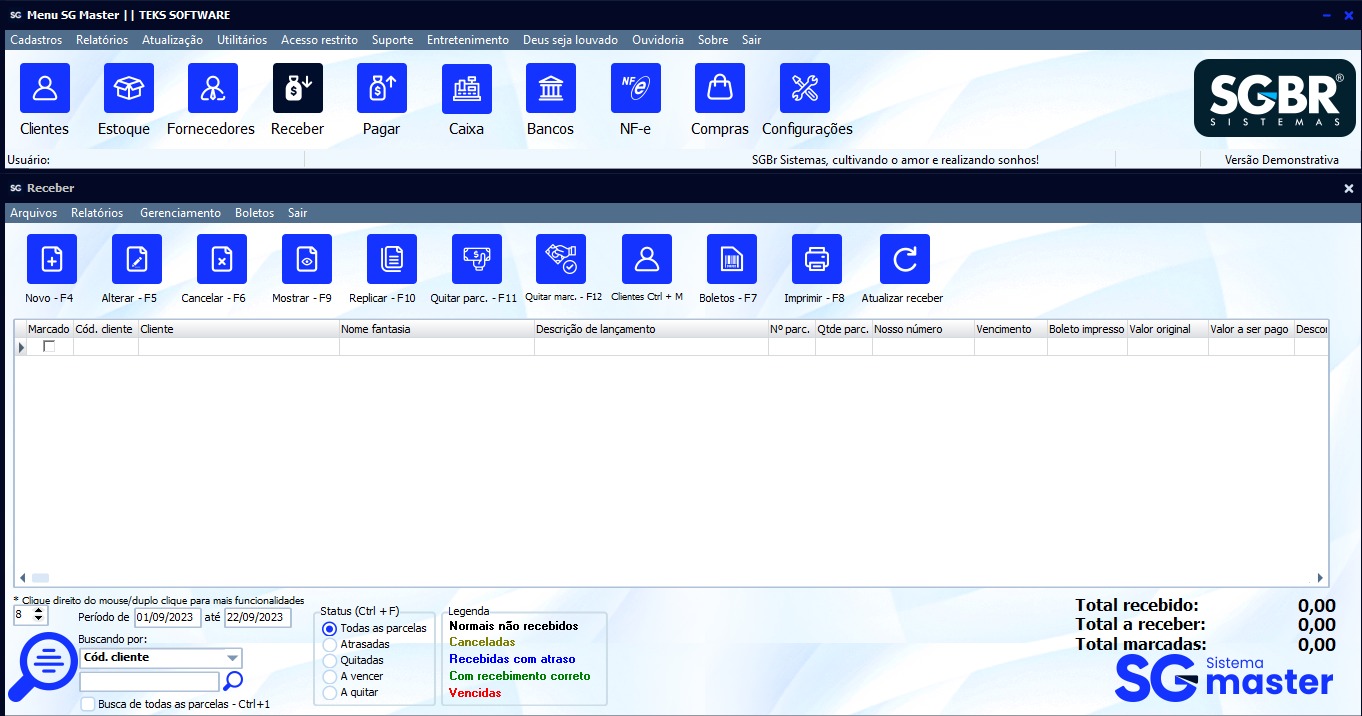 SG Menu SG Master | | TEKS SOFTWARE
Cadastros Relatórios Atualização Utilitários Acesso restrito Suporte Entretenimento Deus seja louvado Ouvidoria Sobre Sair
NFe
SGBR®
SISTEMAS
Clientes Estoque Fornecedores Receber Pagar Caixa Bancos NF-e Compras Configurações
Usuário: SGBr Sistemas, cultivando o amor e realizando sonhos! Versão Demonstrativa
SG Receber
Arquivos Relatórios Gerenciamento Boletos Sair
Novo - F4 Alterar - F5 Cancelar - F6 Mostrar - F9 Replicar - F10 Quitar parc. - F11 Quitar marc. - F12 Clientes Ctrl + M Boletos - F7 Imprimir - F8 Atualizar receber
Marcado Cód. cliente Cliente Nome fantasia Descrição de lançamento Nº parc. Qtde parc. Nosso número Vencimento Boleto impresso Valor original Valor a ser pago Descor
* Clique direito do mouse/duplo clique para mais funcionalidades
8 Período de 01/09/2023 até 22/09/2023
Buscando por:
Cód. cliente
Busca de todas as parcelas - Ctrl+1
Status (Ctrl +F)
Todas as parcelas
Atrasadas
Quitadas
A vencer
A quitar
Legenda
Normais não recebidos
Canceladas
Recebidas com atraso
Com recebimento correto
Vencidas
Total recebido: 0,00
Total a receber: 0,00
Total marcadas: 0,00
SG Sistema
master